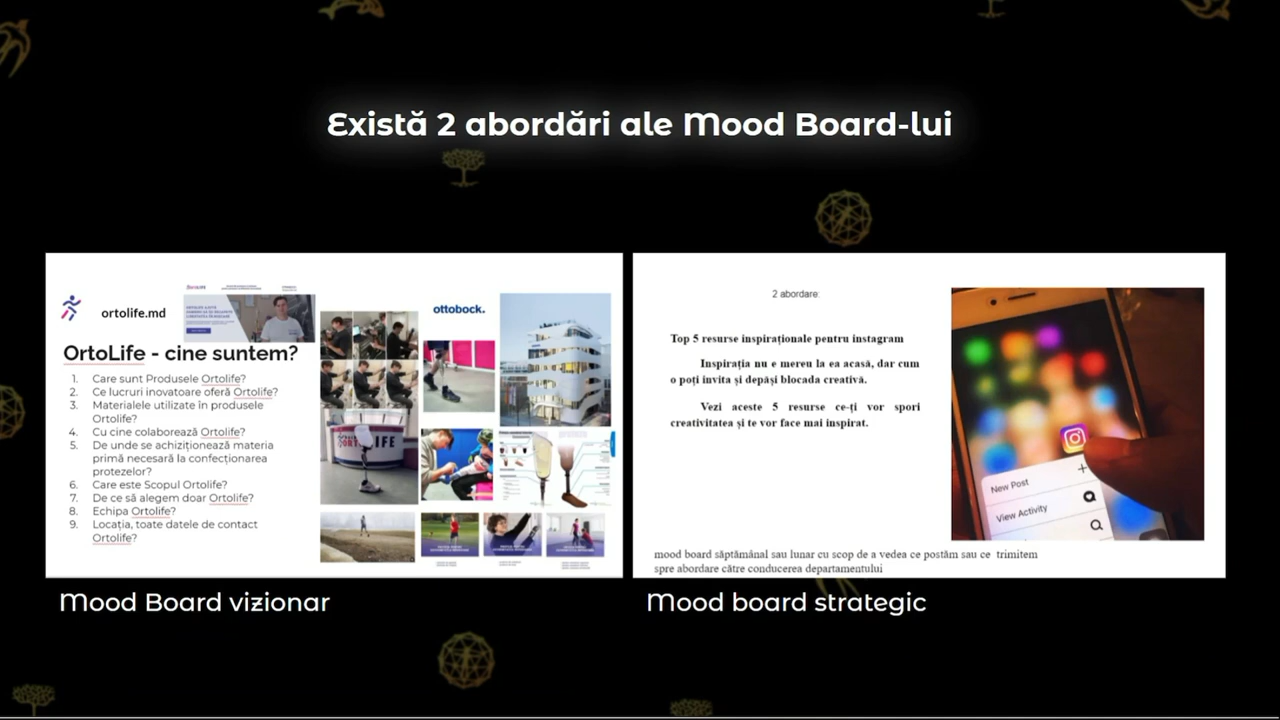 Există 2 abordări ale Mood Board-lui
ortolife.md
OrtoLife - cine suntem?
1. Care sunt Produsele Ortolife?
2. Ce lucruri inovatoare oferă Ortolife?
3. Materialele utilizate în produsele
Ortolife?
4. Cu cine colaborează Ortolife?
5. De unde se achiziționează materia
primă necesară la confecționarea
protezelor?
6. Care este Scopul Ortolife?
7. De ce să alegem doar Ortolife?
8. Echipa Ortolife?
9. Locația, toate datele de contact
Ortolife?
ottobock.
Mood Board vizionar
2 abordare:
Top 5 resurse inspiraționale pentru instagram
Inspirația nu e mereu la ea acasă, dar cum
o poți invita și depăși blocada creativă.
Vezi aceste 5 resurse ce-ți vor spori
creativitatea și te vor face mai inspirat.
New Post
View Activity
mood board săptămânal sau lunar cu scop de a vedea ce postăm sau ce trimitem
spre abordare către conducerea departamentului
Mood board strategic